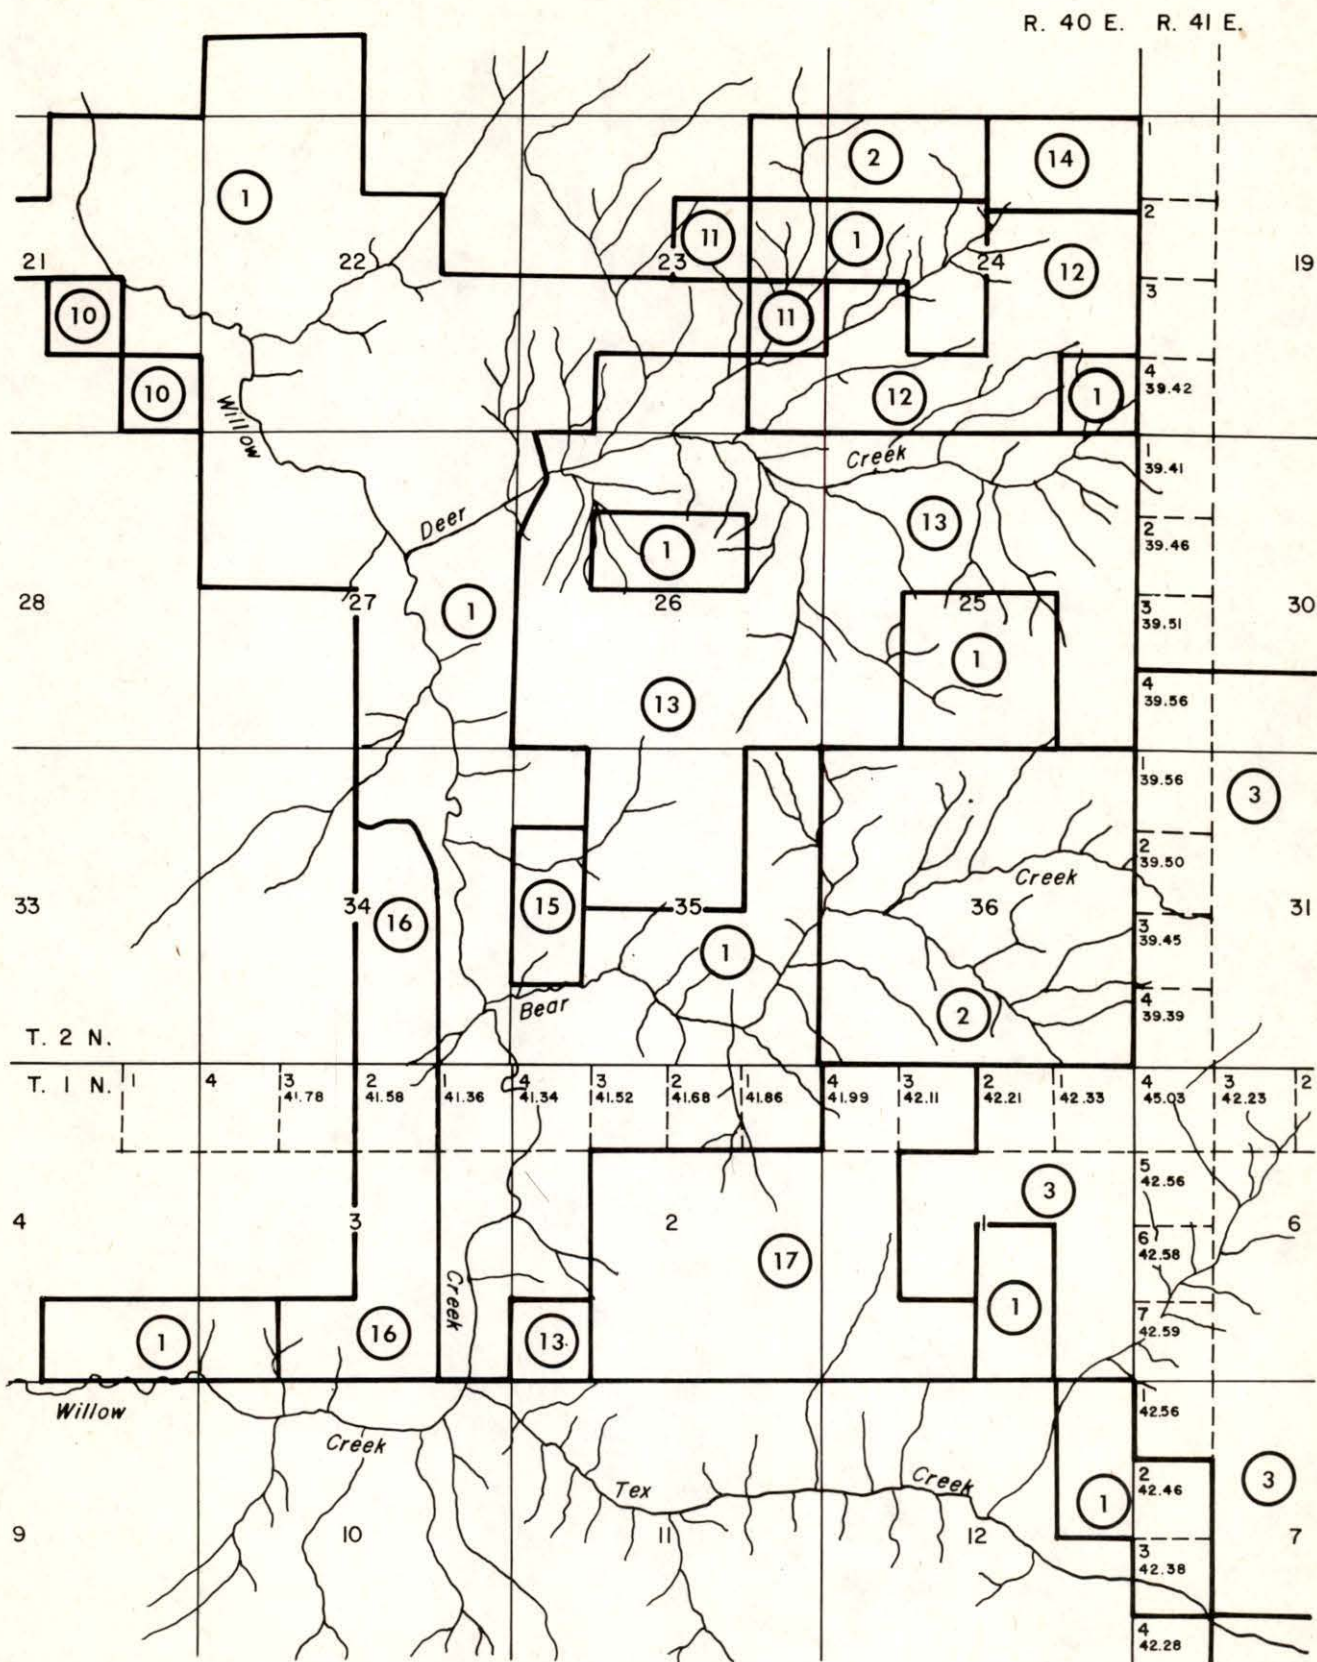 R. 40 E. R. 41 E.
1
2 14
1
2
11 1
21 22 23 24 12 19
3
10 11
4
39.42
10 12 1
Willow
1
39.41
Creek
Deer 13
2
39.46
1
28 27 1 26 25 30
3
39.51
1
4
39.56
13
1
39.56
3
2
39.50
Creek
33 34 16 15 35 36 31
3
39.45
1
Bear 2
4
39.39
T. 2 N.
T. 1 N. 1 4 3 2 1 4 3 2 1 4 3 2 1 4 3 2
41.78 41.58 41.36 41.34 41.52 41.68 41.86 41.99 42.11 42.21 42.33 45.03 42.23
5
42.56
3
4 3 2 1 6
6
42.58
17
Creek
1
7
42.59
1 16 13
Willow
1
42.56
Creek
Tex Creek
2
42.46
1 3
9 10 11 12 7
3
42.38
4
42.28